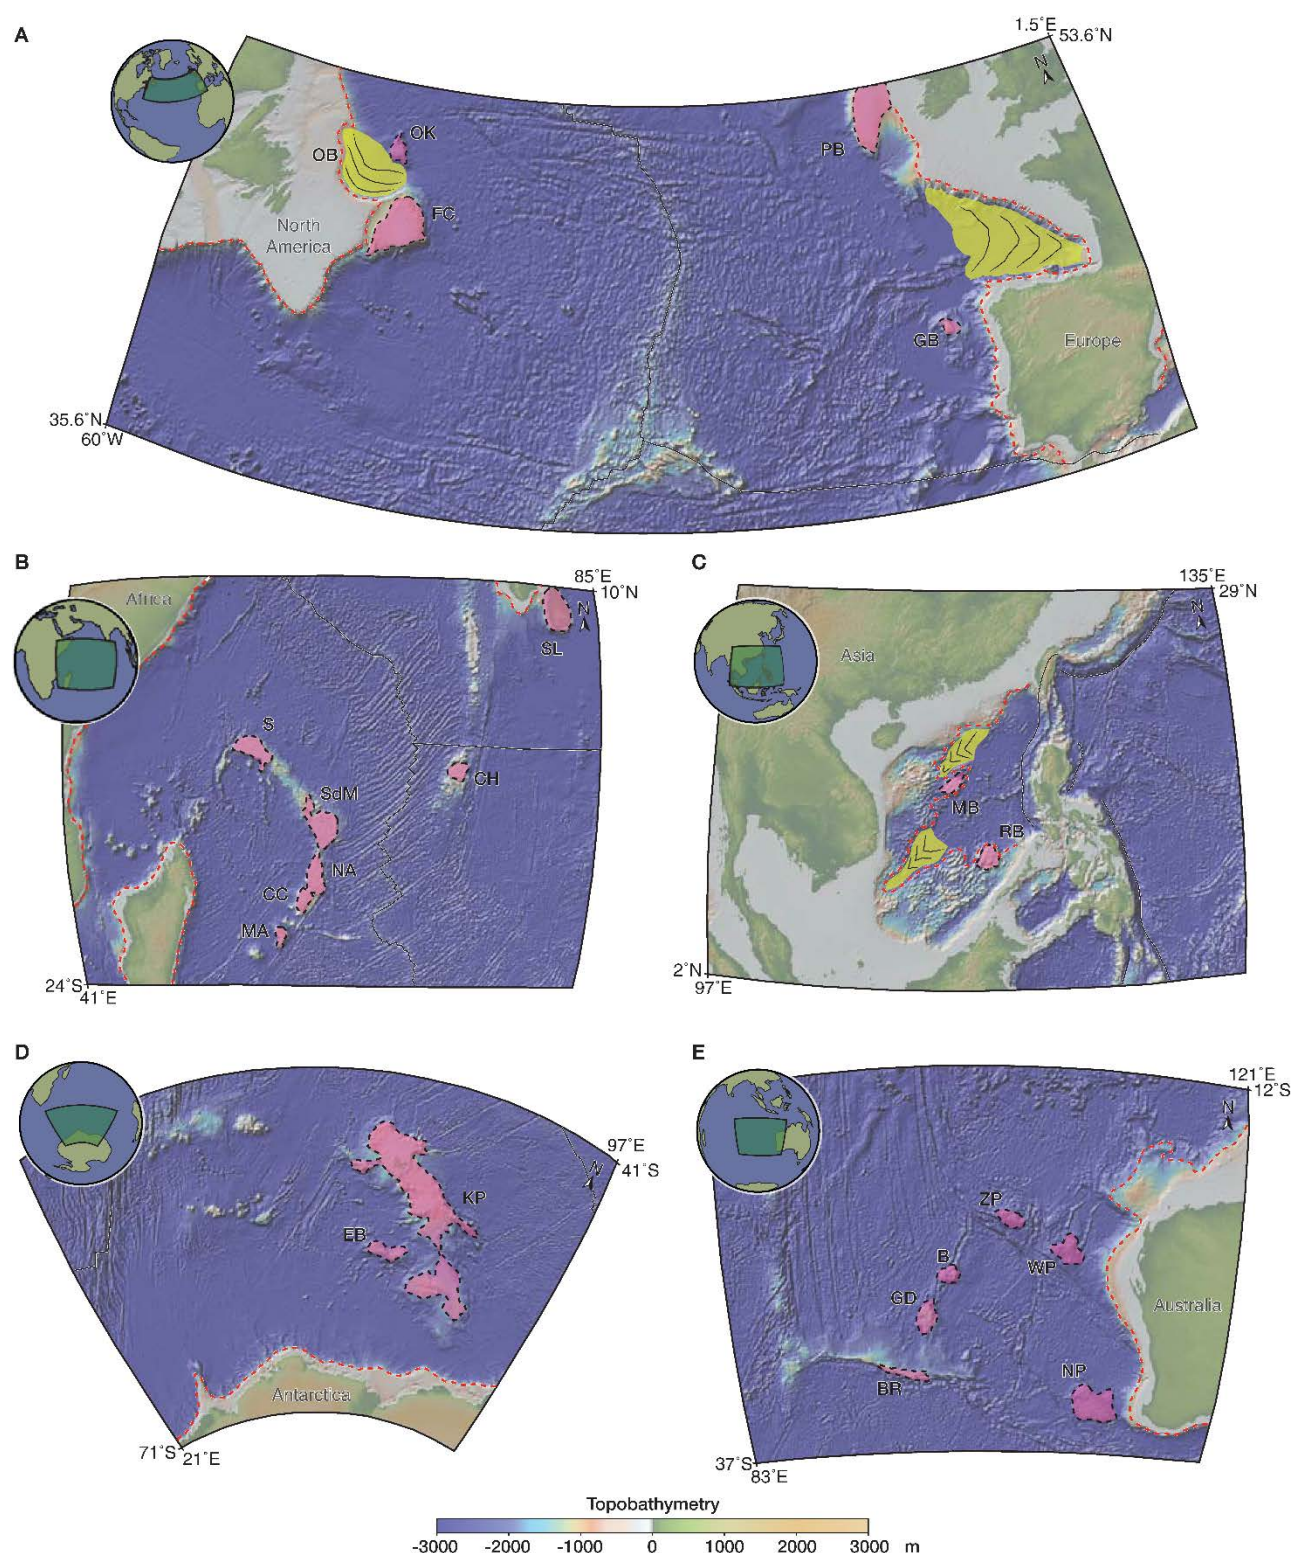 A
1.5°E
53.6°N
N
OK
OB
PB
FC
North
America
GB
Europe
35.6°N
60°W
B
85°E
10°N
N
Africa
SL
S
CH
SdM
NA
CC
MA
24°S
41°E
C
135°E
29°N
N
Asia
MB
RB
2°N
97°E
D
97°E
41°S
N
KP
EB
Antarctica
71°S
21°E
E
121°E
12°S
N
ZP
B
WP
GD
Australia
NP
BR
37°S
83°E
Topobathymetry
-3000 -2000 -1000 0 1000 2000 3000 m